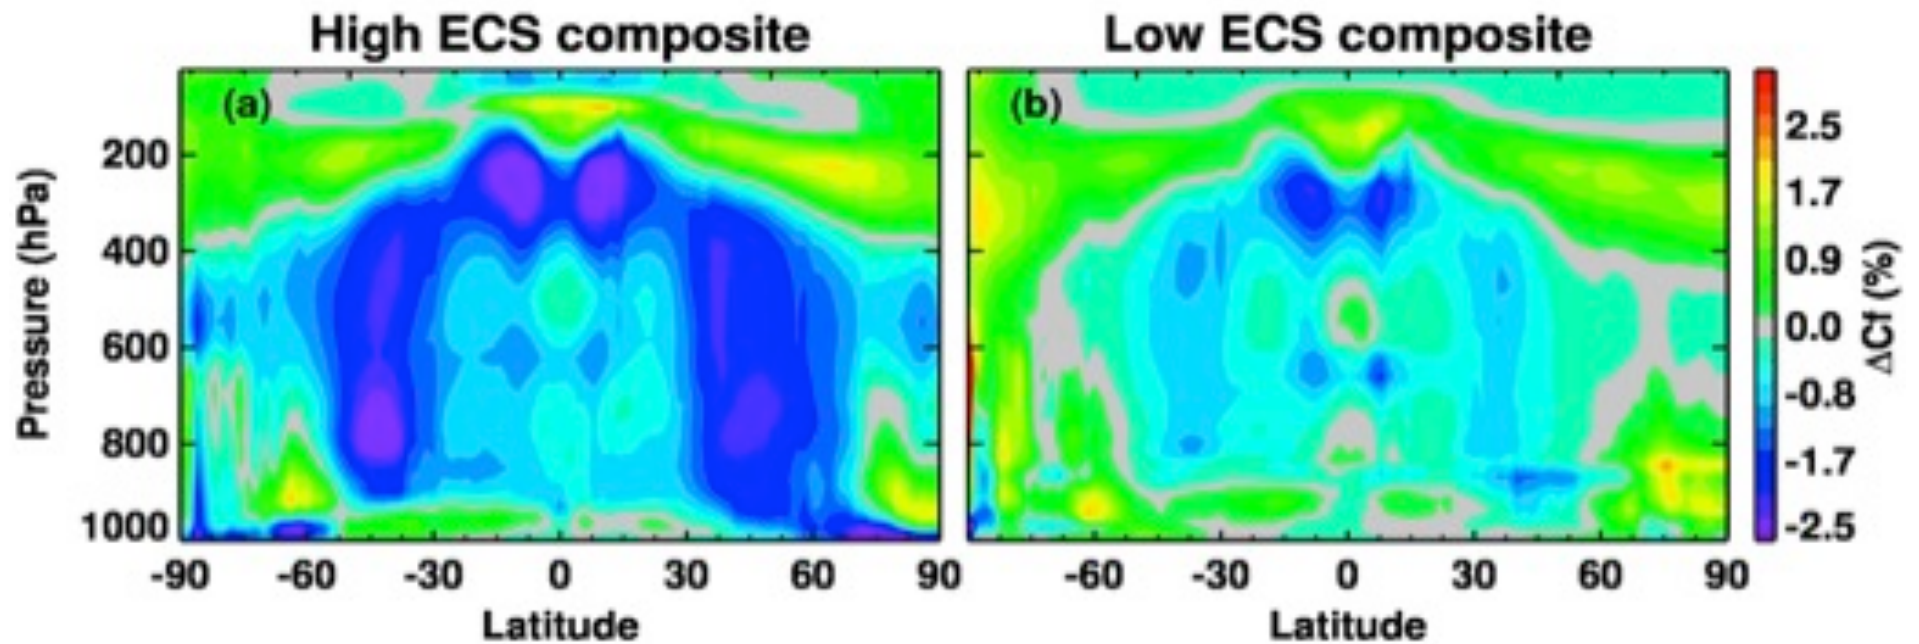 High ECS composite
Low ECS composite
(a)
(b)
Pressure (hPa)
200
400
600
800
1000
-90 -60 -30 0 30 60 90
-60 -30 0 30 60 90
Latitude
Latitude
2.5
1.7
0.9
0.0
-0.8
-1.7
-2.5
ΔCf (%)